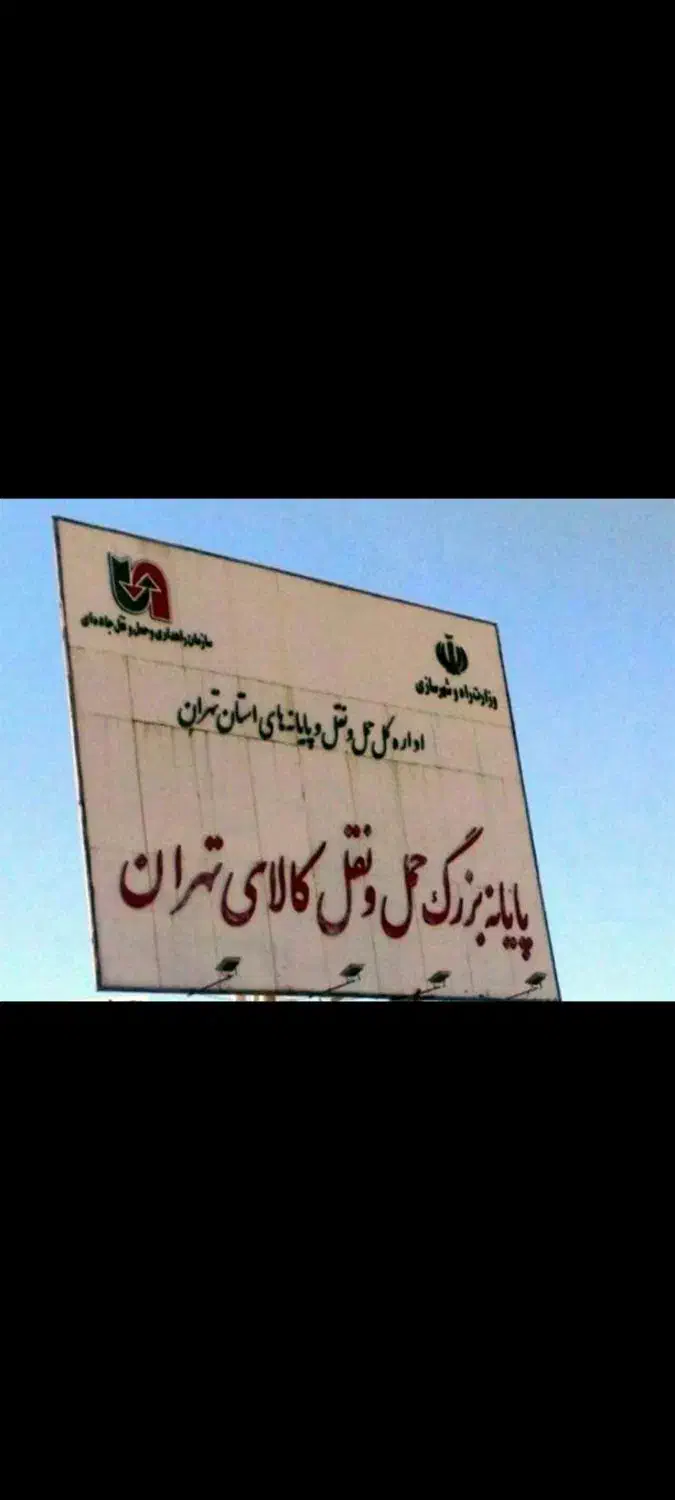 وزارت راه و شهرسازی
سازمان راهداری و حمل و نقل جاده‌ای
اداره کل حمل و نقل و پایانه های استان تهران
پایانه بزرگ حمل و نقل کالای تهران